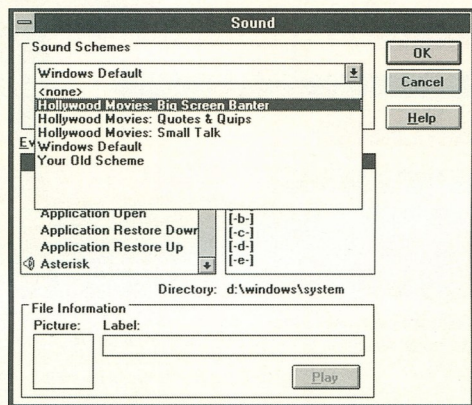 Sound
Sound Schemes
OK
Windows Default
Cancel
<none>
Hollywood Movies: Big Screen Banter
Hollywood Movies: Quotes & Quips
Help
Hollywood Movies: Small Talk
Ev
Windows Default
Your Old Scheme
Application Open
Application Restore Down
Application Restore Up
Asterisk
[-b-]
[-c-]
[-d-]
[-e-]
Directory: d:\windows\system
File Information
Picture: Label:
Play